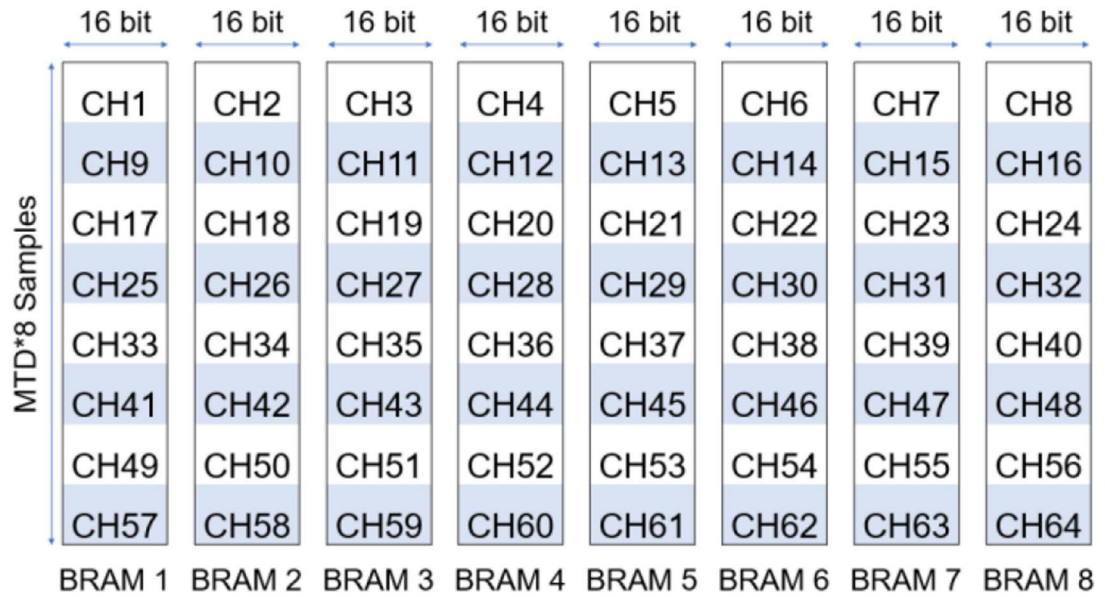 16 bit 16 bit 16 bit 16 bit 16 bit 16 bit 16 bit 16 bit
CH1 CH2 CH3 CH4 CH5 CH6 CH7 CH8
CH9 CH10 CH11 CH12 CH13 CH14 CH15 CH16
CH17 CH18 CH19 CH20 CH21 CH22 CH23 CH24
CH25 CH26 CH27 CH28 CH29 CH30 CH31 CH32
CH33 CH34 CH35 CH36 CH37 CH38 CH39 CH40
CH41 CH42 CH43 CH44 CH45 CH46 CH47 CH48
CH49 CH50 CH51 CH52 CH53 CH54 CH55 CH56
CH57 CH58 CH59 CH60 CH61 CH62 CH63 CH64
BRAM 1 BRAM 2 BRAM 3 BRAM 4 BRAM 5 BRAM 6 BRAM 7 BRAM 8
MTD*8 Samples